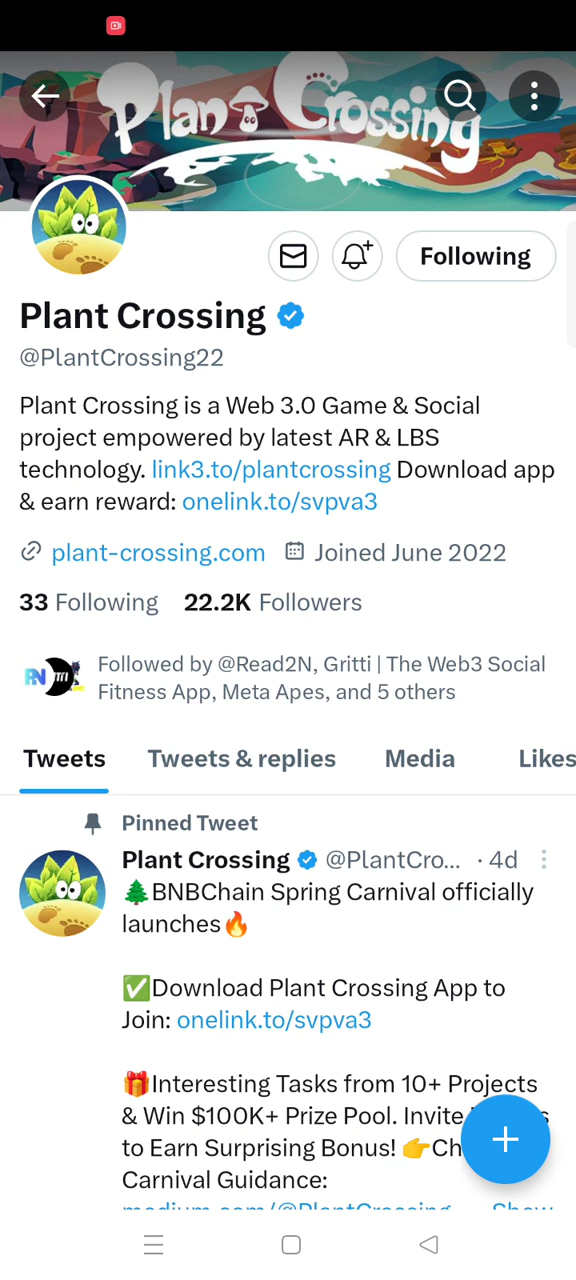 Plant Crossing
Following
Plant Crossing
@PlantCrossing22
Plant Crossing is a Web 3.0 Game & Social
project empowered by latest AR & LBS
technology. link3.to/plantcrossing Download app
& earn reward: onelink.to/svpva3
plant-crossing.com Joined June 2022
33 Following 22.2K Followers
Followed by @Read2N, Gritti | The Web3 Social
Fitness App, Meta Apes, and 5 others
Tweets Tweets & replies Media Likes
Pinned Tweet
Plant Crossing @PlantCro... · 4d
🌲BNBChain Spring Carnival officially
launches🔥
✅Download Plant Crossing App to
Join: onelink.to/svpva3
🎁Interesting Tasks from 10+ Projects
& Win $100K+ Prize Pool. Invite
to Earn Surprising Bonus! 👉Ch
Carnival Guidance: